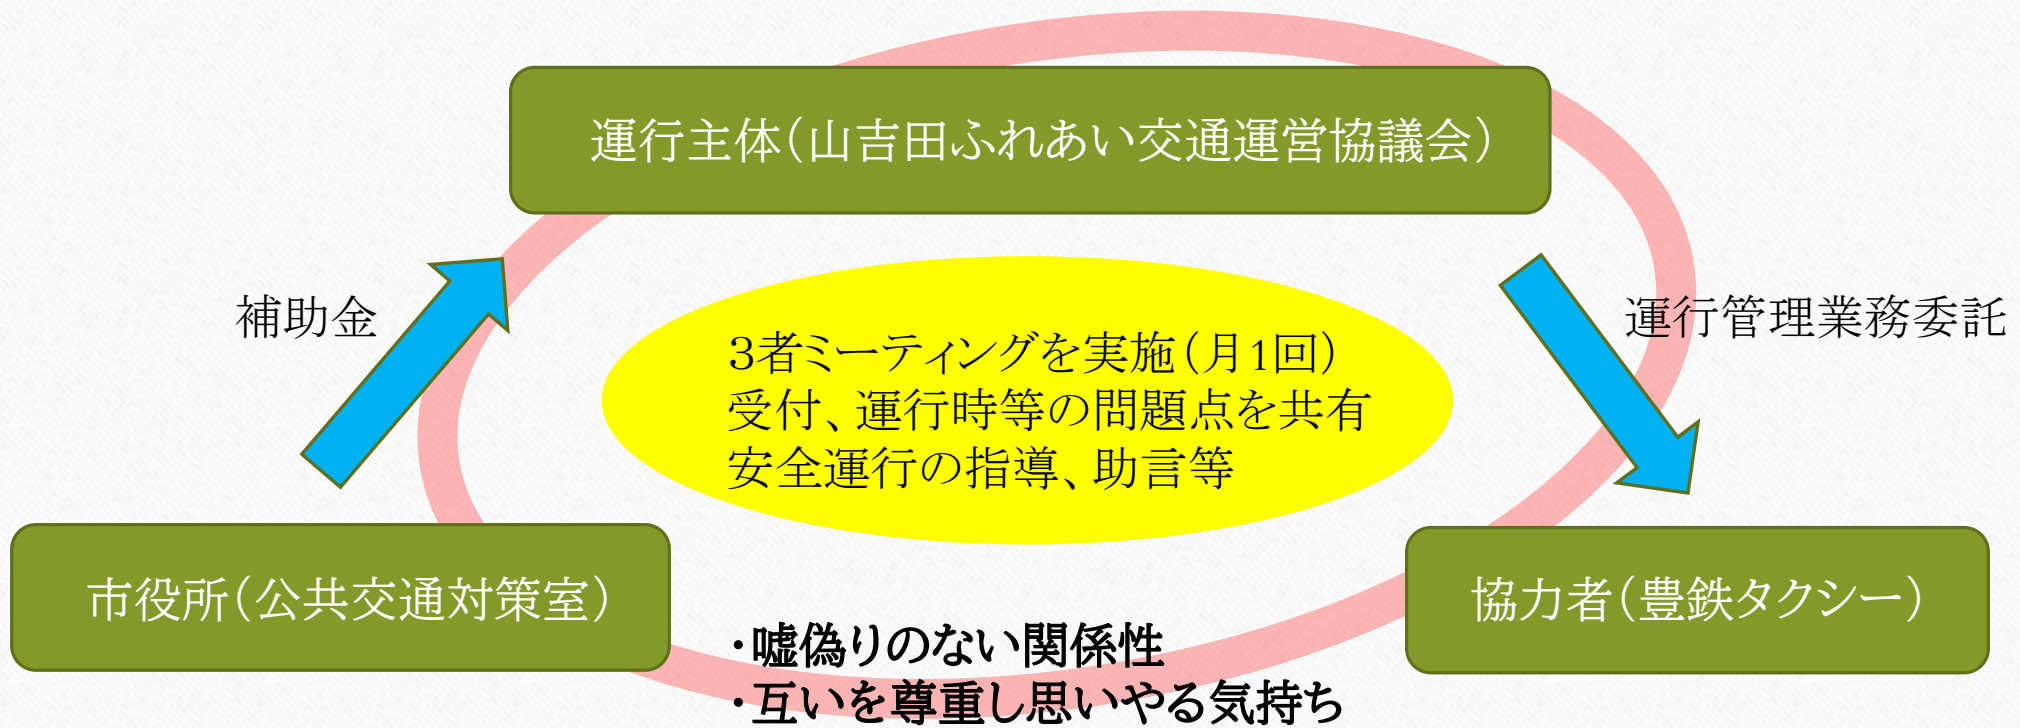 運行主体(山吉田ふれあい交通運営協議会)
補助金
運行管理業務委託
3者ミーティングを実施(月1回)
受付、運行時等の問題点を共有
安全運行の指導、助言等
市役所(公共交通対策室)
協力者(豊鉄タクシー)
・嘘偽りのない関係性
・互いを尊重し思いやる気持ち